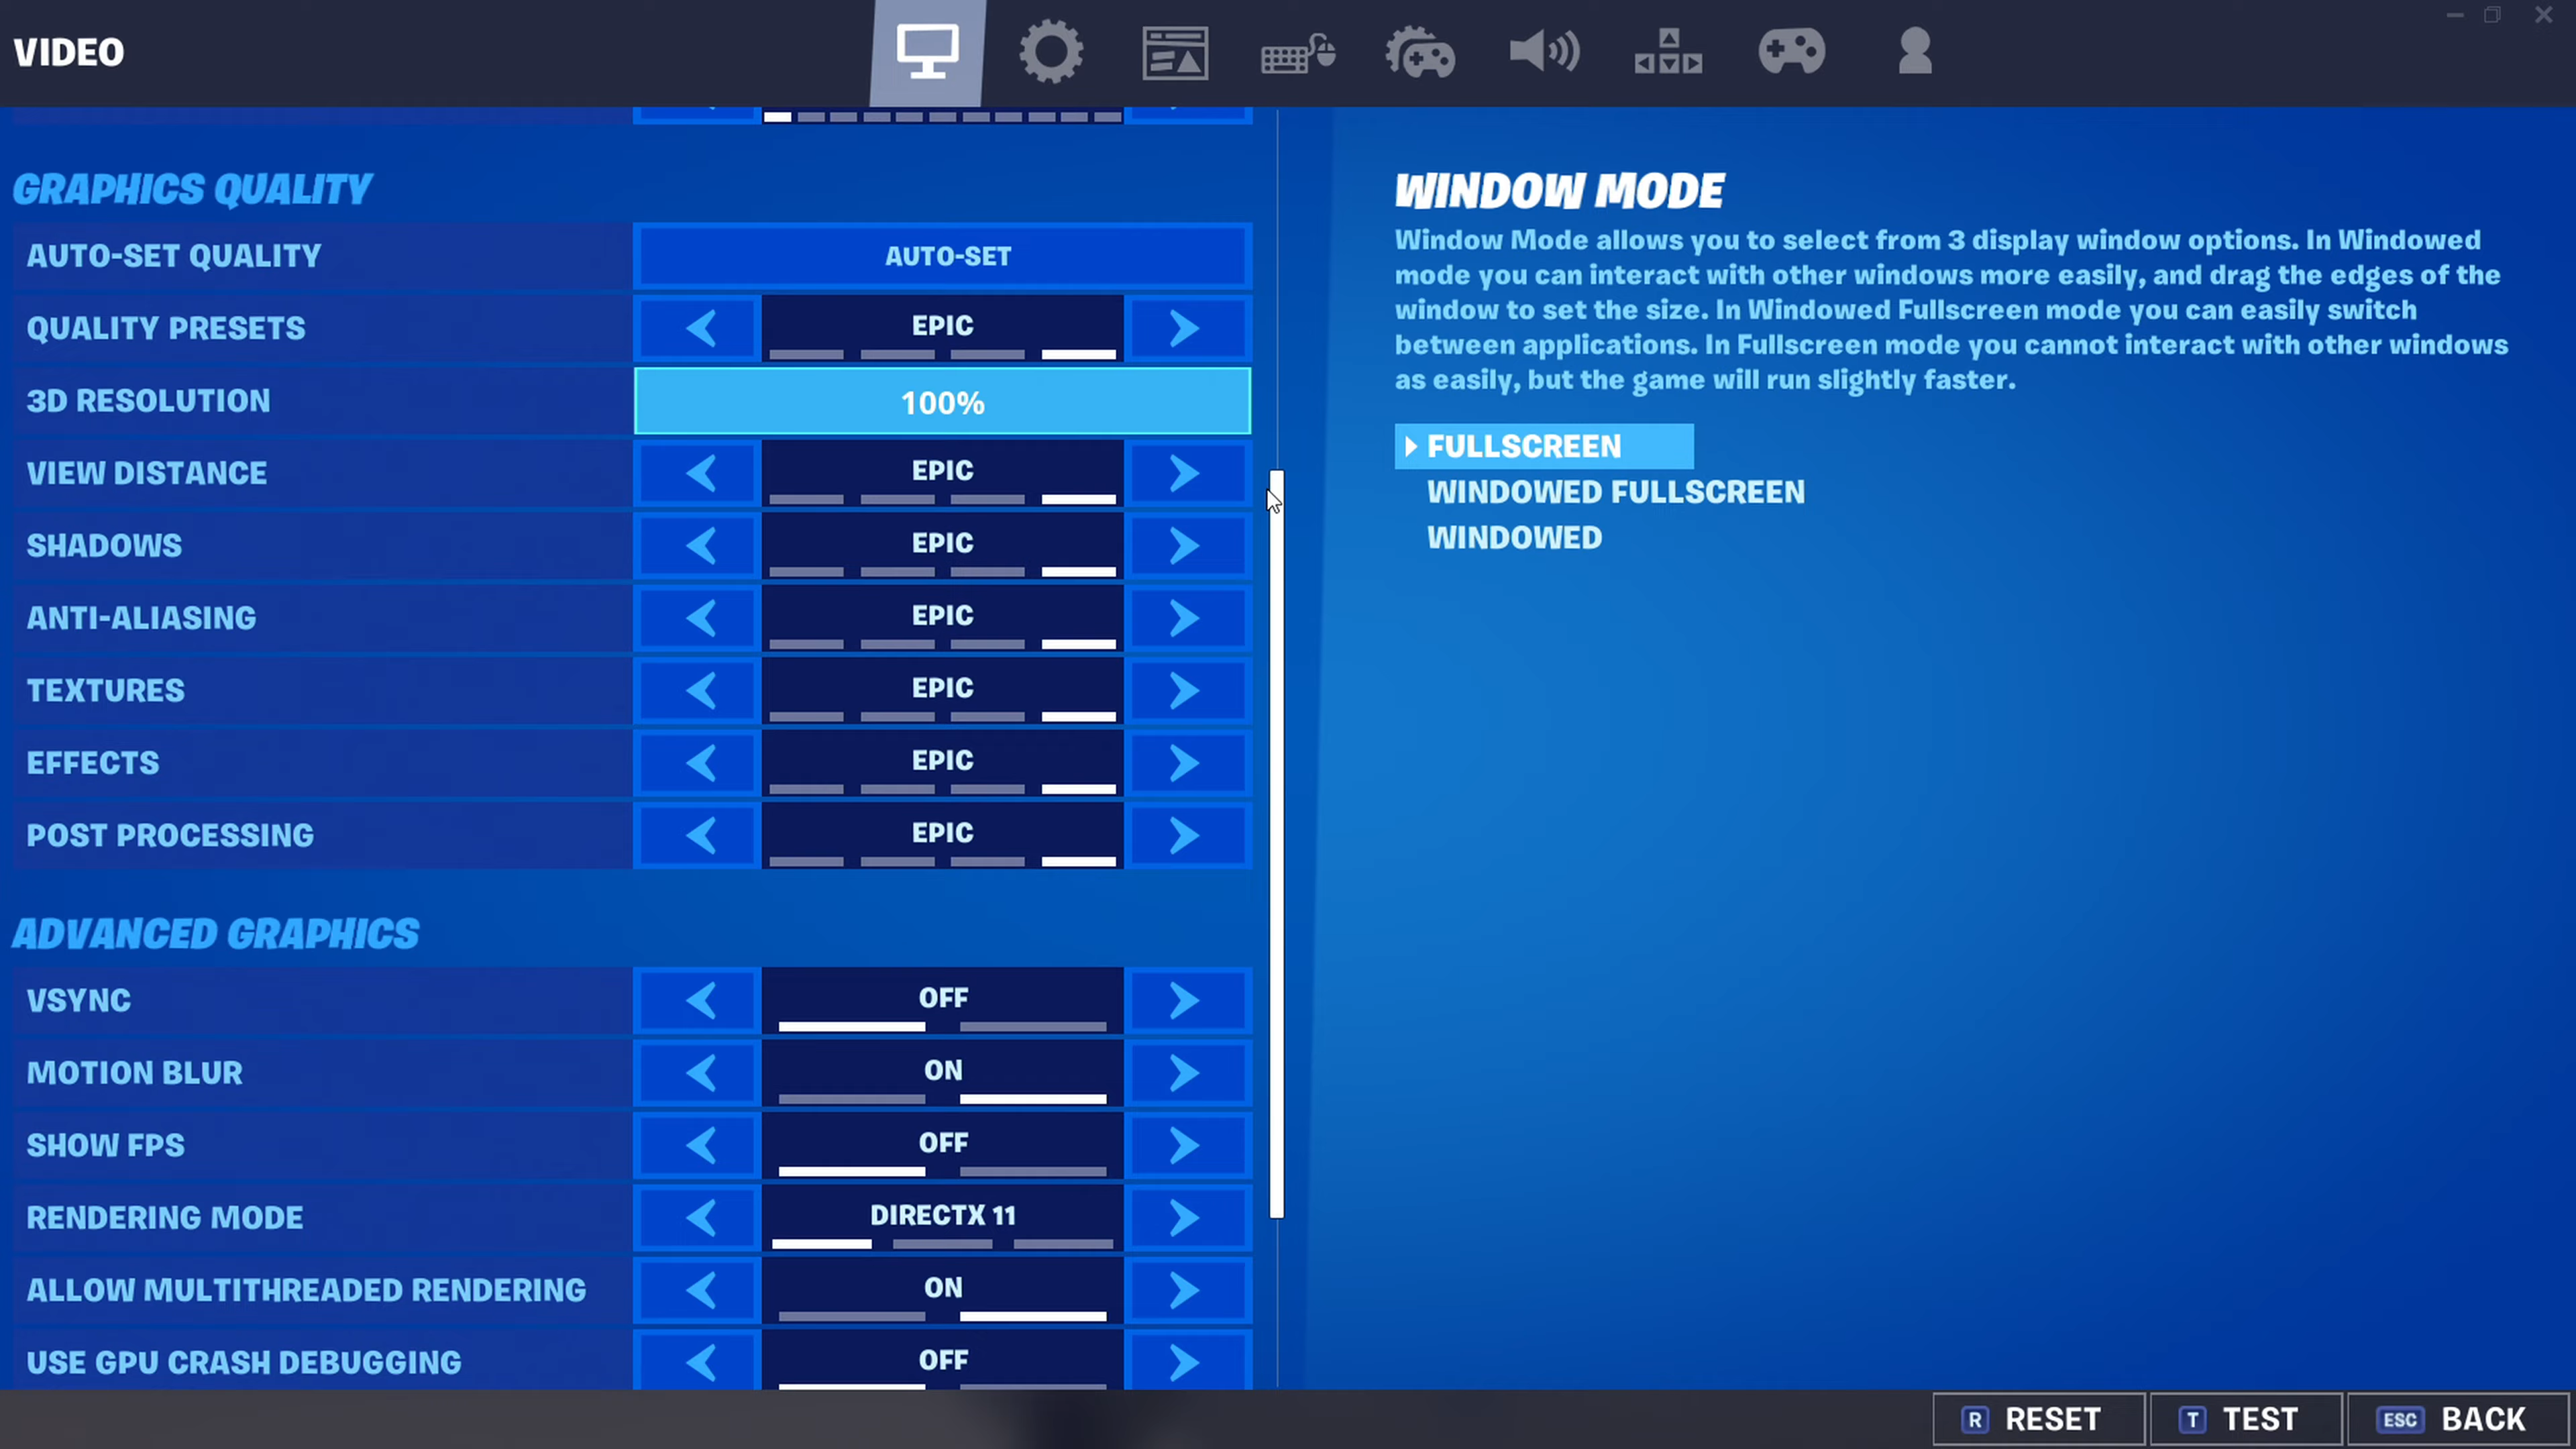 VIDEO
GRAPHICS QUALITY
AUTO-SET QUALITY
AUTO-SET
QUALITY PRESETS
EPIC
3D RESOLUTION
100%
VIEW DISTANCE
EPIC
SHADOWS
EPIC
ANTI-ALIASING
EPIC
TEXTURES
EPIC
EFFECTS
EPIC
POST PROCESSING
EPIC
ADVANCED GRAPHICS
VSYNC
OFF
MOTION BLUR
ON
SHOW FPS
OFF
RENDERING MODE
DIRECTX 11
ALLOW MULTITHREADED RENDERING
ON
USE GPU CRASH DEBUGGING
OFF
WINDOW MODE
Window Mode allows you to select from 3 display window options. In Windowed
mode you can interact with other windows more easily, and drag the edges of the
window to set the size. In Windowed Fullscreen mode you can easily switch
between applications. In Fullscreen mode you cannot interact with other windows
as easily, but the game will run slightly faster.
FULLSCREEN
WINDOWED FULLSCREEN
WINDOWED
R RESET
T TEST
ESC BACK